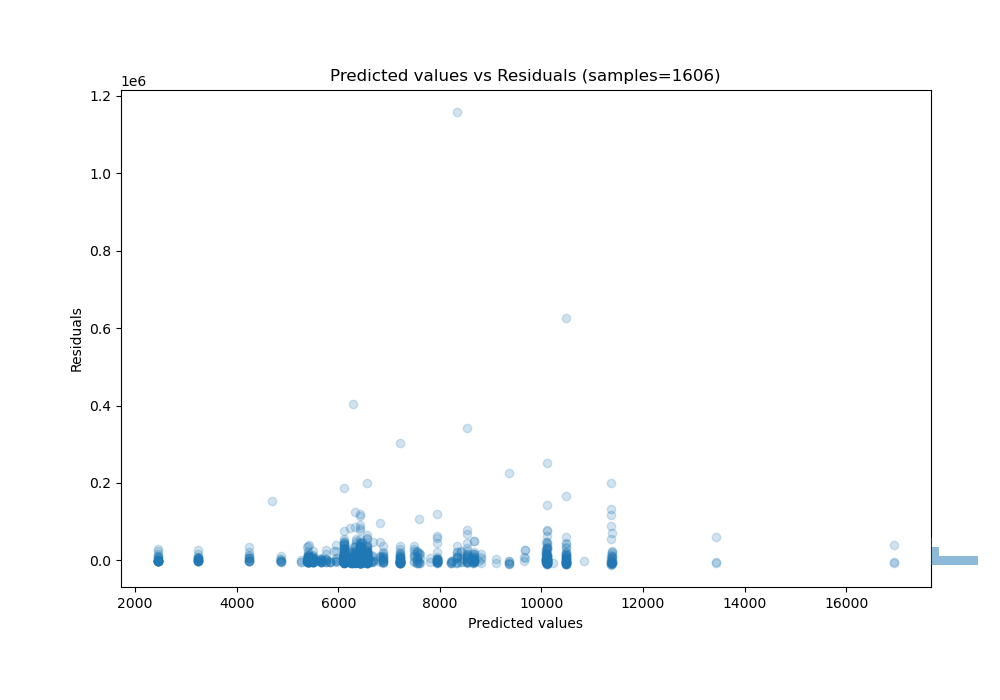 Predicted values vs Residuals (samples=1606)
1e6
1.2
1.0
0.8
0.6
0.4
0.2
0.0
Residuals
2000 4000 6000 8000 10000 12000 14000 16000
Predicted values